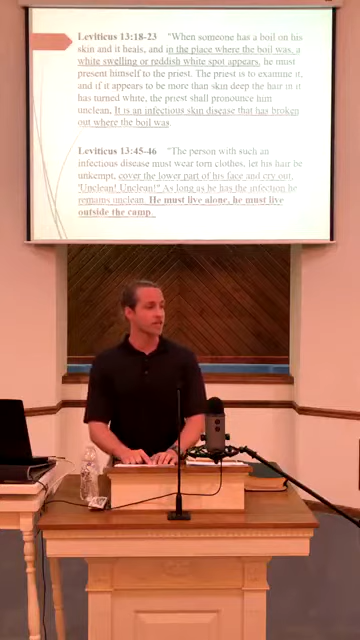 Leviticus 13:18-23 "When someone has a boil on his
skin and it heals, and in the place where the boil was, a
white swelling or reddish white spot appears, he must
present himself to the priest. The priest is to examine it,
and if it appears to be more than skin deep the hair in it
has turned white, the priest shall pronounce him
unclean. It is an infectious skin disease that has broken
out where the boil was.
Leviticus 13:45-46 "The person with such an
infectious disease must wear torn clothes, let his hair be
unkempt, cover the lower part of his face and cry out,
'Unclean! Unclean!" As long as he has the infection he
remains unclean. He must live alone, he must live
outside the camp